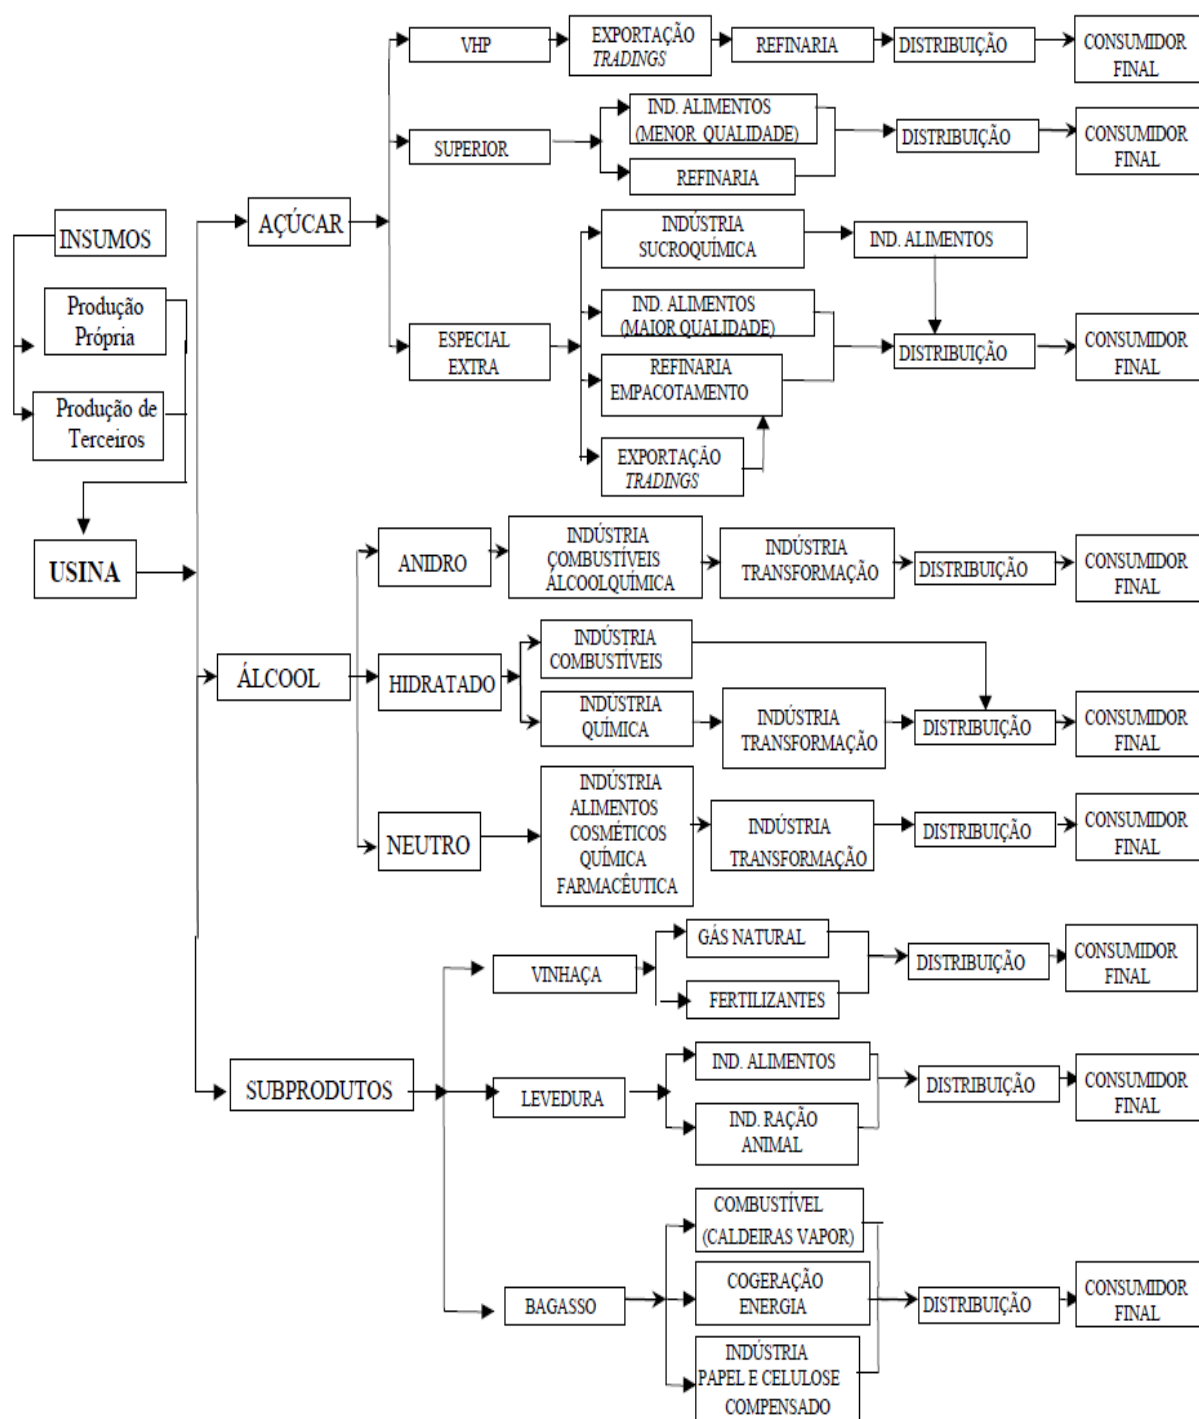 INSUMOS
Produção
Própria
Produção de
Terceiros
USINA
AÇÚCAR
VHP
EXPORTAÇÃO
TRADINGS
REFINARIA
DISTRIBUIÇÃO
CONSUMIDOR
FINAL
SUPERIOR
IND. ALIMENTOS
(MENOR QUALIDADE)
REFINARIA
DISTRIBUIÇÃO
CONSUMIDOR
FINAL
ESPECIAL
EXTRA
INDÚSTRIA
SUCROQUÍMICA
IND. ALIMENTOS
IND. ALIMENTOS
(MAIOR QUALIDADE)
REFINARIA
EMPACOTAMENTO
EXPORTAÇÃO
TRADINGS
DISTRIBUIÇÃO
CONSUMIDOR
FINAL
ÁLCOOL
ANIDRO
INDÚSTRIA
COMBUSTÍVEIS
ÁLCOOLQUÍMICA
INDÚSTRIA
TRANSFORMAÇÃO
DISTRIBUIÇÃO
CONSUMIDOR
FINAL
HIDRATADO
INDÚSTRIA
COMBUSTÍVEIS
INDÚSTRIA
QUÍMICA
INDÚSTRIA
TRANSFORMAÇÃO
DISTRIBUIÇÃO
CONSUMIDOR
FINAL
NEUTRO
INDÚSTRIA
ALIMENTOS
COSMÉTICOS
QUÍMICA
FARMACÊUTICA
INDÚSTRIA
TRANSFORMAÇÃO
DISTRIBUIÇÃO
CONSUMIDOR
FINAL
SUBPRODUTOS
VINHAÇA
GÁS NATURAL
FERTILIZANTES
DISTRIBUIÇÃO
CONSUMIDOR
FINAL
LEVEDURA
IND. ALIMENTOS
IND. RAÇÃO
ANIMAL
DISTRIBUIÇÃO
CONSUMIDOR
FINAL
BAGASSO
COMBUSTÍVEL
(CALDEIRAS VAPOR)
COGERAÇÃO
ENERGIA
INDÚSTRIA
PAPEL E CELULOSE
COMPENSADO
DISTRIBUIÇÃO
CONSUMIDOR
FINAL